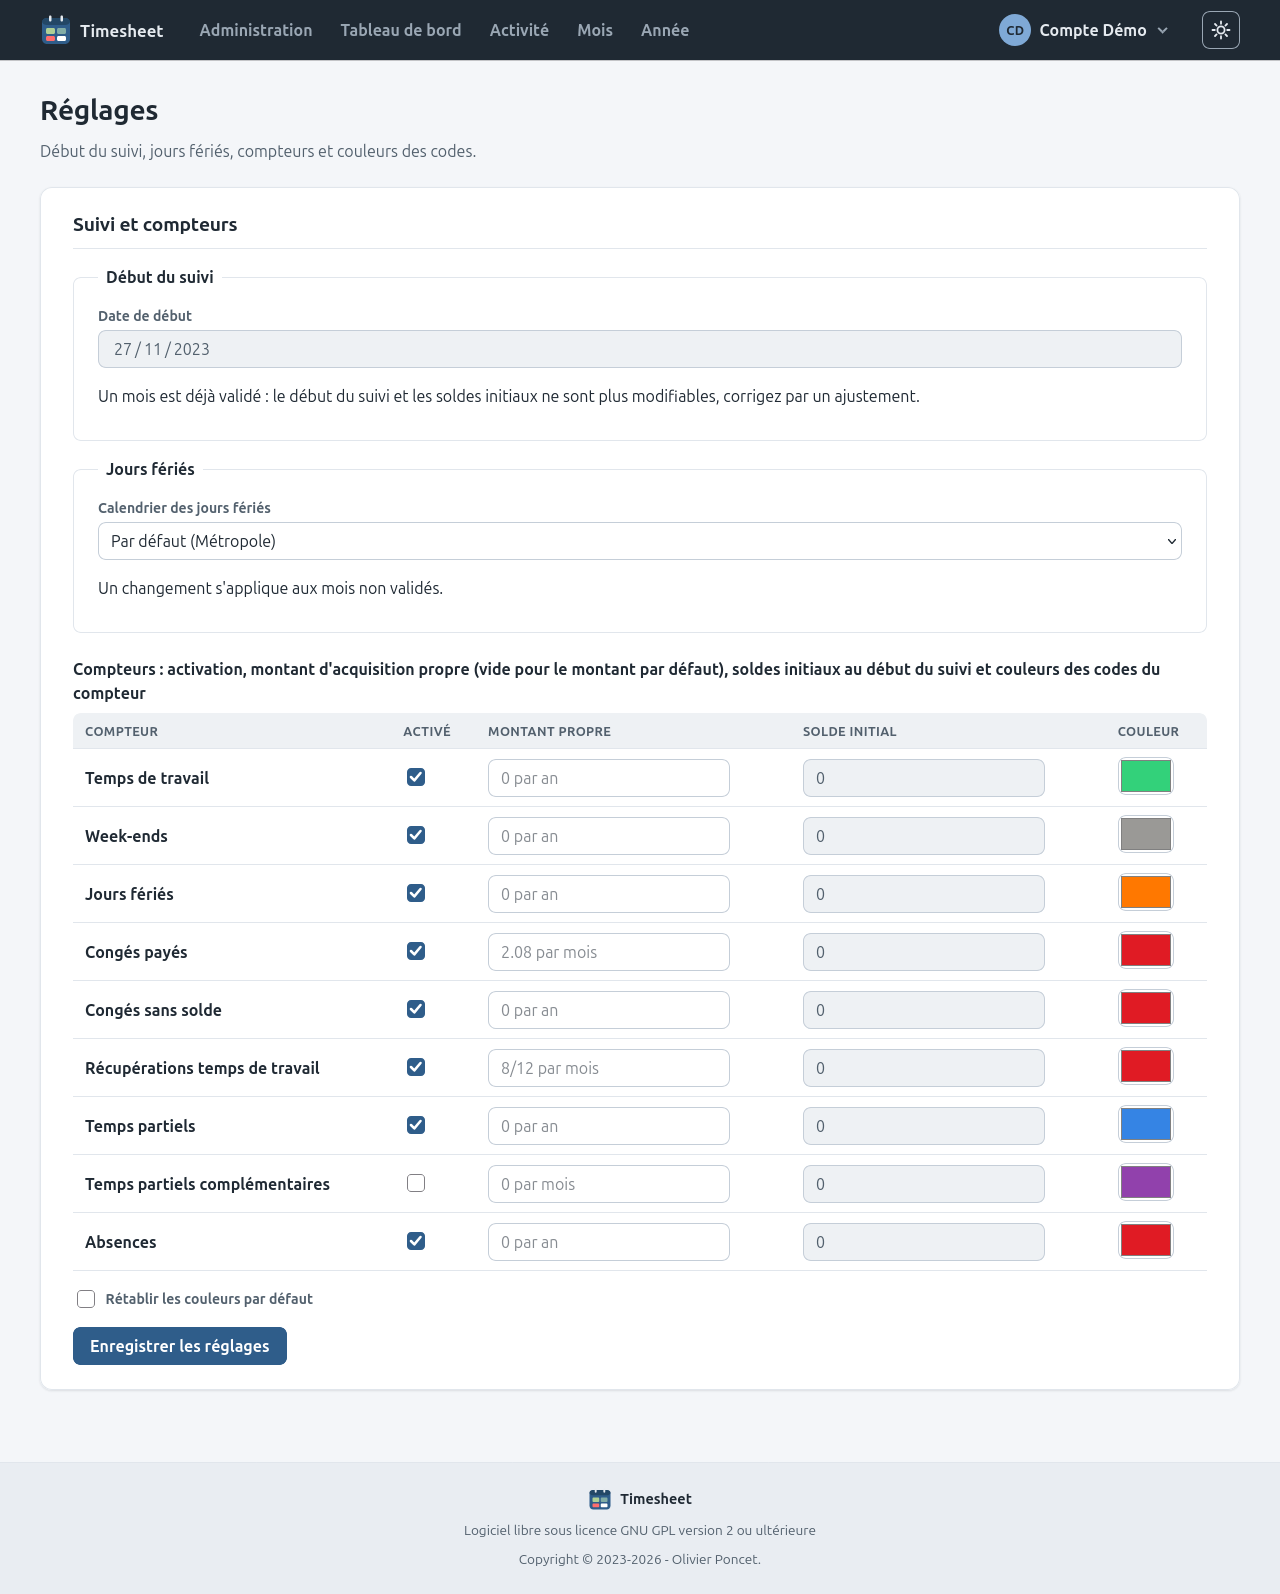 Timesheet Administration Tableau de bord Activité Mois Année CD Compte Démo
Réglages
Début du suivi, jours fériés, compteurs et couleurs des codes.
Suivi et compteurs
Début du suivi
Date de début
27 / 11 / 2023
Un mois est déjà validé : le début du suivi et les soldes initiaux ne sont plus modifiables, corrigez par un ajustement.
Jours fériés
Calendrier des jours fériés
Par défaut (Métropole)
Un changement s'applique aux mois non validés.
Compteurs : activation, montant d'acquisition propre (vide pour le montant par défaut), soldes initiaux au début du suivi et couleurs des codes du
compteur
COMPTEUR ACTIVÉ MONTANT PROPRE SOLDE INITIAL COULEUR
Temps de travail 0 par an 0
Week-ends 0 par an 0
Jours fériés 0 par an 0
Congés payés 2.08 par mois 0
Congés sans solde 0 par an 0
Récupérations temps de travail 8/12 par mois 0
Temps partiels 0 par an 0
Temps partiels complémentaires 0 par mois 0
Absences 0 par an 0
Rétablir les couleurs par défaut
Enregistrer les réglages
Timesheet
Logiciel libre sous licence GNU GPL version 2 ou ultérieure
Copyright © 2023-2026 - Olivier Poncet.